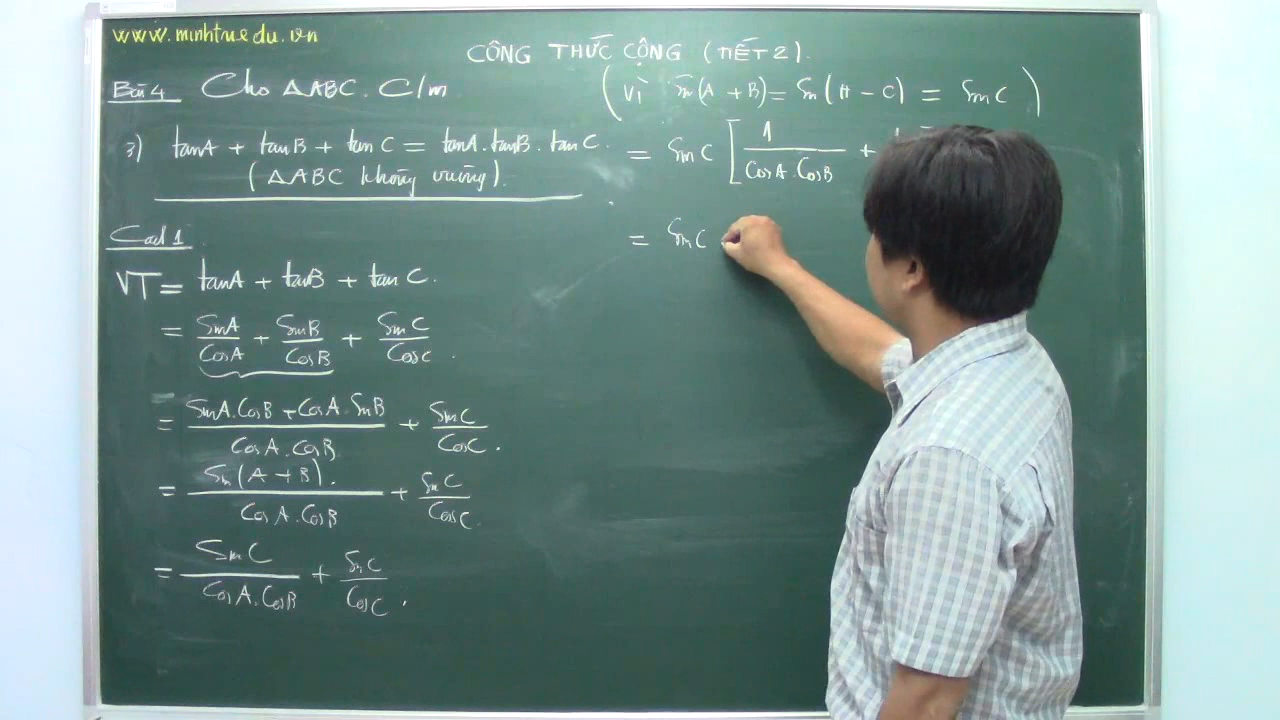 www.minhtuedu.vn
CÔNG THỨC CỘNG (TIẾT 2).
Bài 4 Cho ΔABC. C/m
3) tanA + tanB + tanC = tanA.tanB.tanC.
(ΔABC không vuông).
Cách 1
VT = tanA + tanB + tanC.
= SinA/CosA + SinB/CosB + SinC/CosC.
= (SinA.CosB + CosA.SinB)/(CosA.CosB) + SinC/CosC.
= Sin(A + B)/(CosA.CosB) + SinC/CosC.
= SinC/(CosA.CosB) + SinC/CosC.
(Vì Sin(A + B) = Sin(π - C) = SinC)
= SinC [1/(CosA.CosB) + 1
= SinC